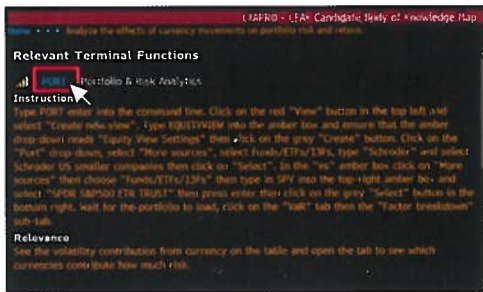 CFAPRO - CFA® Candidate Body of Knowledge Map
Home Analyze the effects of currency movements on portfolio risk and return.
Relevant Terminal Functions
PORT Portfolio & Risk Analytics
Instruction
Type PORT enter into the command line. Click on the red "View" button in the top left and
select "Create new view". Type EQUITYVIEW into the amber box and ensure that the amber
drop down reads "Equity View Settings" then click on the grey "Create" button. Click on the
"Port" drop down, select "More sources", select Funds/ETFs/13Fs, type "Schroder" and select
Schroder US smaller companies then click on "Select". In the "vs" amber box click on "More
sources" then choose "Funds/ETF/13Fs" then type in SPY into the top-right amber box and
select "SPDR S&P500 ETR TRUST" then press enter then click on the grey "Select" button in the
bottom right. Wait for the portfolio to load, click on the "VaR" tab then the "Factor breakdown"
sub-tab.
Relevance
See the volatility contribution from currency on the table and open the tab to see which
currencies contribute how much risk.